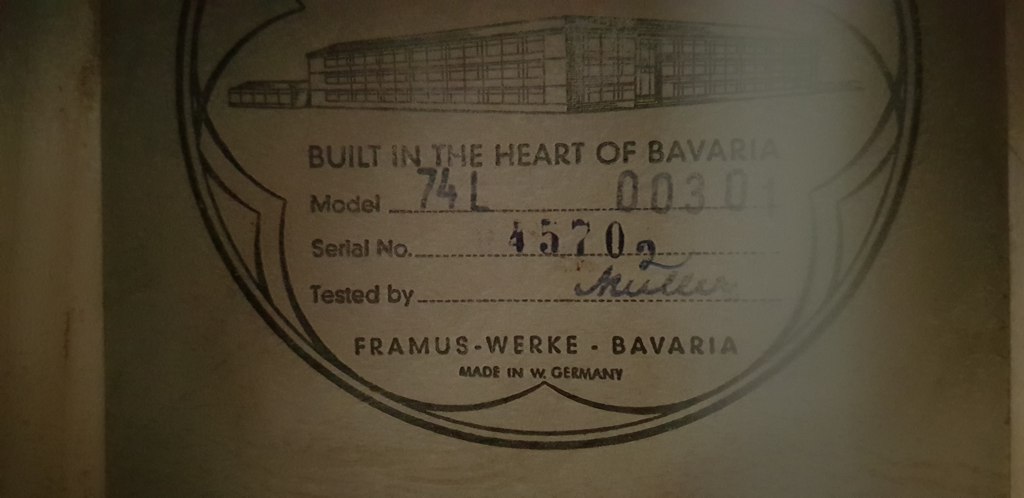 BUILT IN THE HEART OF BAVARIA
Model 74L 00301
Serial No. 45702
Tested by Müller
FRAMUS-WERKE - BAVARIA
MADE IN W. GERMANY